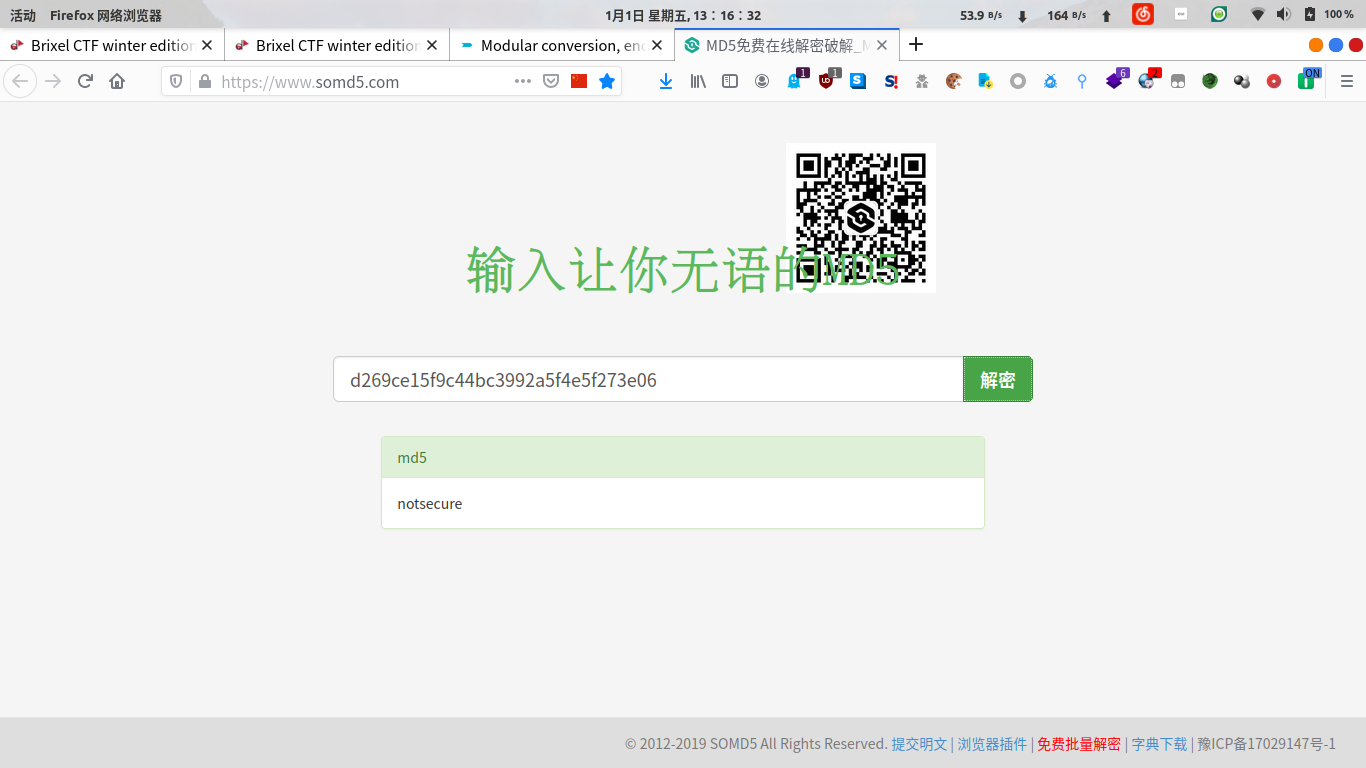 活动 Firefox 网络浏览器 1月1日 星期五, 13：16：32 53.9 B/s 164 B/s 100 %
Brixel CTF winter edition Brixel CTF winter edition Modular conversion, en MD5免费在线解密破解_M
https://www.somd5.com 1 1 6 2 ON
输入让你无语的MD5
d269ce15f9c44bc3992a5f4e5f273e06 解密
md5
notsecure
© 2012-2019 SOMD5 All Rights Reserved. 提交明文 | 浏览器插件 | 免费批量解密 | 字典下载 | 豫ICP备17029147号-1